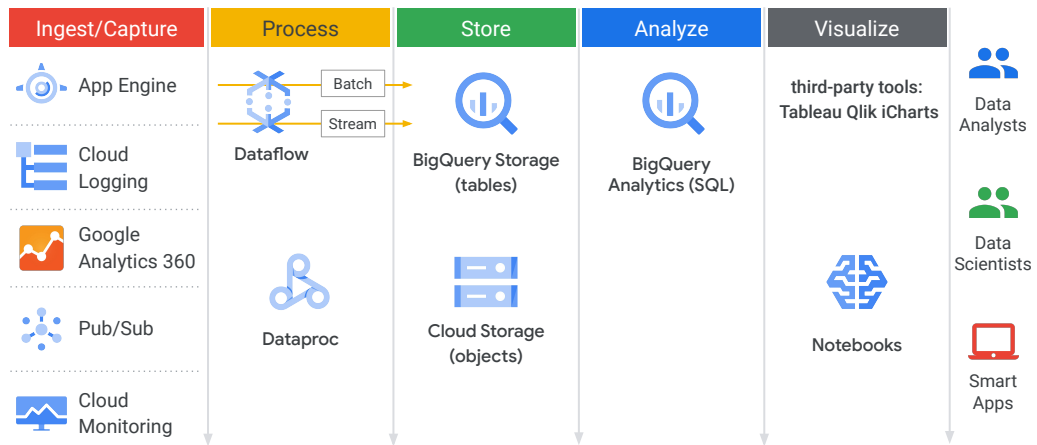 Ingest/Capture
Process
Store
Analyze
Visualize
App Engine
Cloud
Logging
Google
Analytics 360
Pub/Sub
Cloud
Monitoring
Batch
Stream
Dataflow
Dataproc
BigQuery Storage
(tables)
Cloud Storage
(objects)
BigQuery
Analytics (SQL)
third-party tools:
Tableau Qlik iCharts
Notebooks
Data
Analysts
Data
Scientists
Smart
Apps